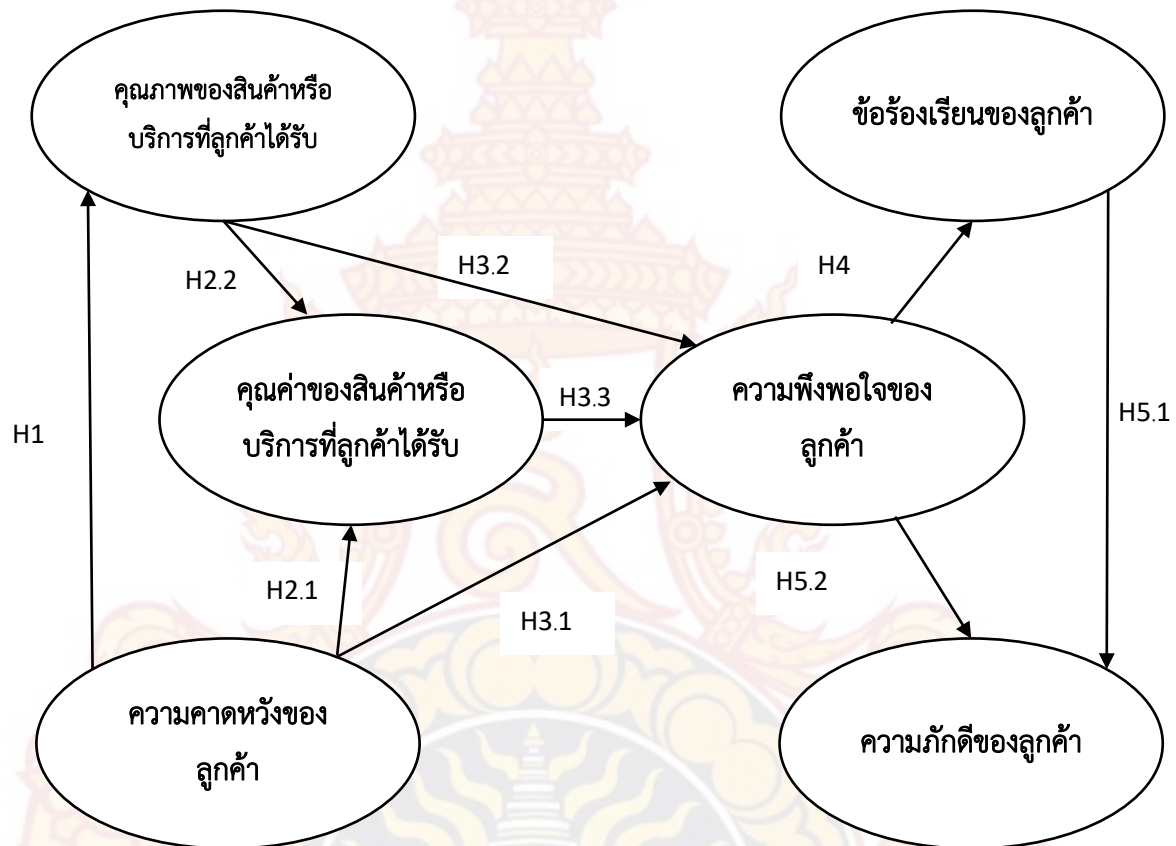 คุณภาพของสินค้าหรือ
บริการที่ลูกค้าได้รับ
ข้อร้องเรียนของลูกค้า
H2.2
H3.2
H4
คุณค่าของสินค้าหรือ
บริการที่ลูกค้าได้รับ
H3.3
ความพึงพอใจของ
ลูกค้า
H1
H5.1
H2.1
H3.1
H5.2
ความคาดหวังของ
ลูกค้า
ความภักดีของลูกค้า